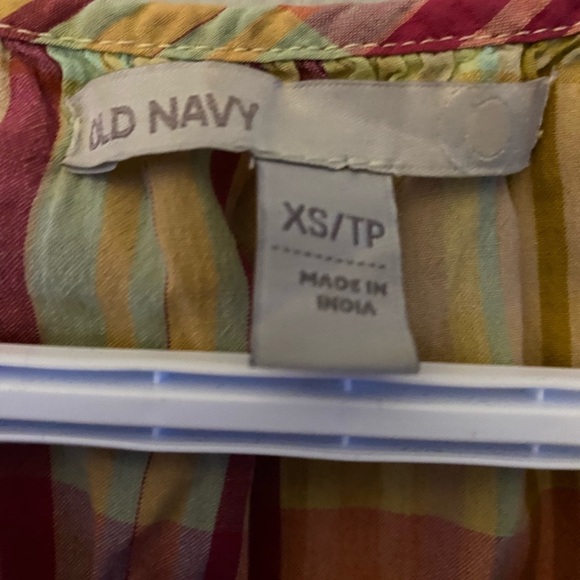 OLD NAVY
XS/TP
MADE IN
INDIA